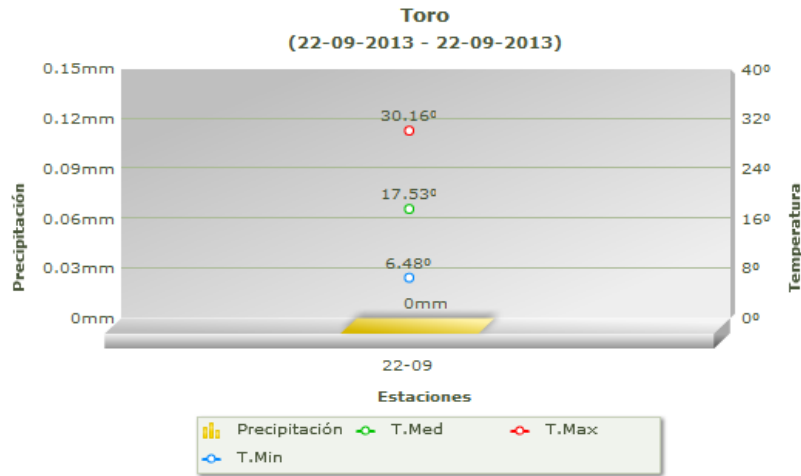 Toro
(22-09-2013 - 22-09-2013)
0.15mm
0.12mm
0.09mm
0.06mm
0.03mm
0mm
Precipitación
30.16º
17.53º
6.48º
0mm
40º
32º
24º
16º
8º
0º
Temperatura
22-09
Estaciones
Precipitación T.Med T.Max
T.Min